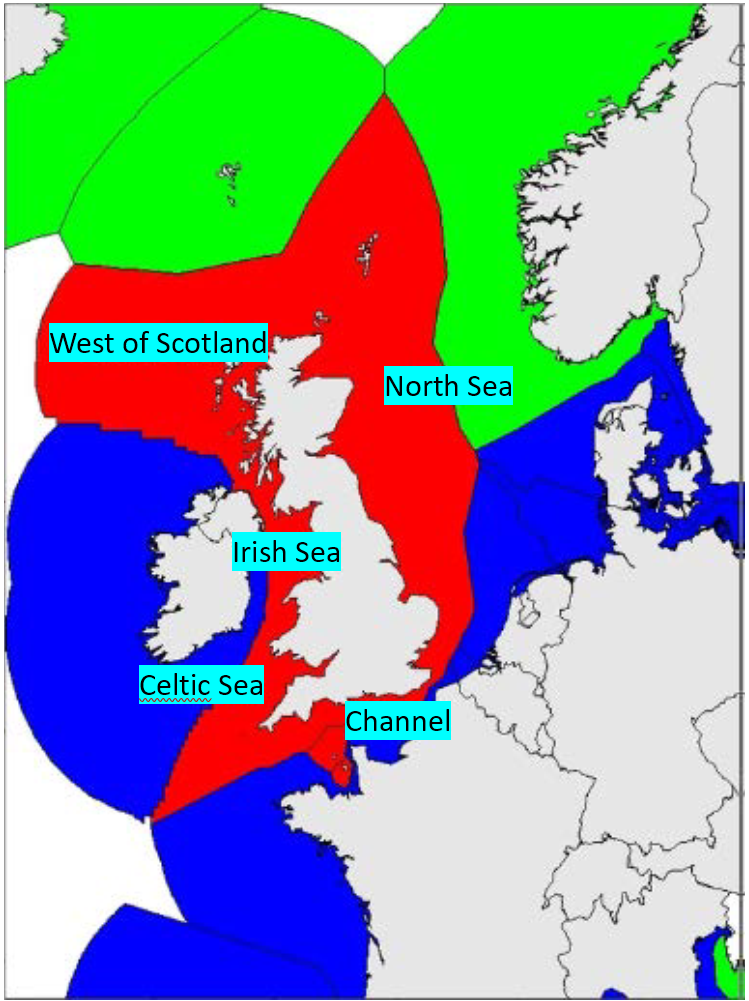 West of Scotland
North Sea
Irish Sea
Celtic Sea
Channel